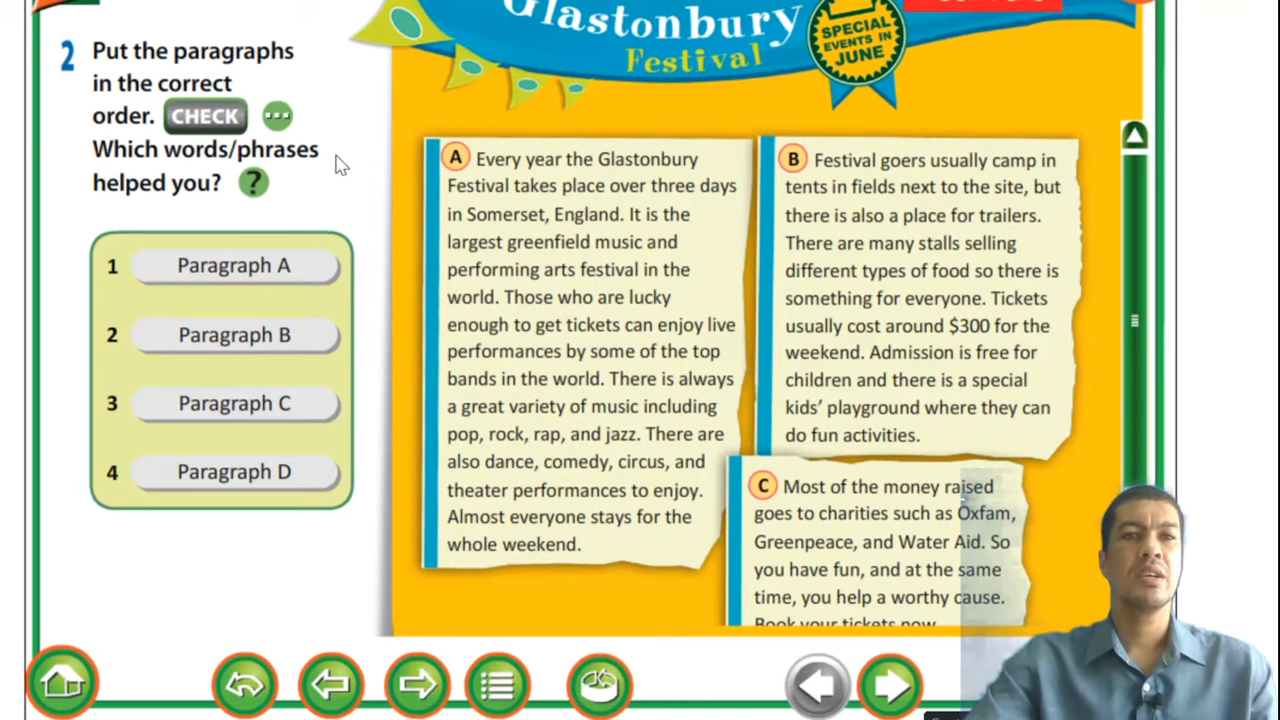 Glastonbury
Festival
SPECIAL
EVENTS IN
JUNE
2 Put the paragraphs
in the correct
order. CHECK
Which words/phrases
helped you? ?
1 Paragraph A
2 Paragraph B
3 Paragraph C
4 Paragraph D
A Every year the Glastonbury
Festival takes place over three days
in Somerset, England. It is the
largest greenfield music and
performing arts festival in the
world. Those who are lucky
enough to get tickets can enjoy live
performances by some of the top
bands in the world. There is always
a great variety of music including
pop, rock, rap, and jazz. There are
also dance, comedy, circus, and
theater performances to enjoy.
Almost everyone stays for the
whole weekend.
B Festival goers usually camp in
tents in fields next to the site, but
there is also a place for trailers.
There are many stalls selling
different types of food so there is
something for everyone. Tickets
usually cost around $300 for the
weekend. Admission is free for
children and there is a special
kids' playground where they can
do fun activities.
C Most of the money raised
goes to charities such as Oxfam,
Greenpeace, and Water Aid. So
you have fun, and at the same
time, you help a worthy cause.
Book your tickets now